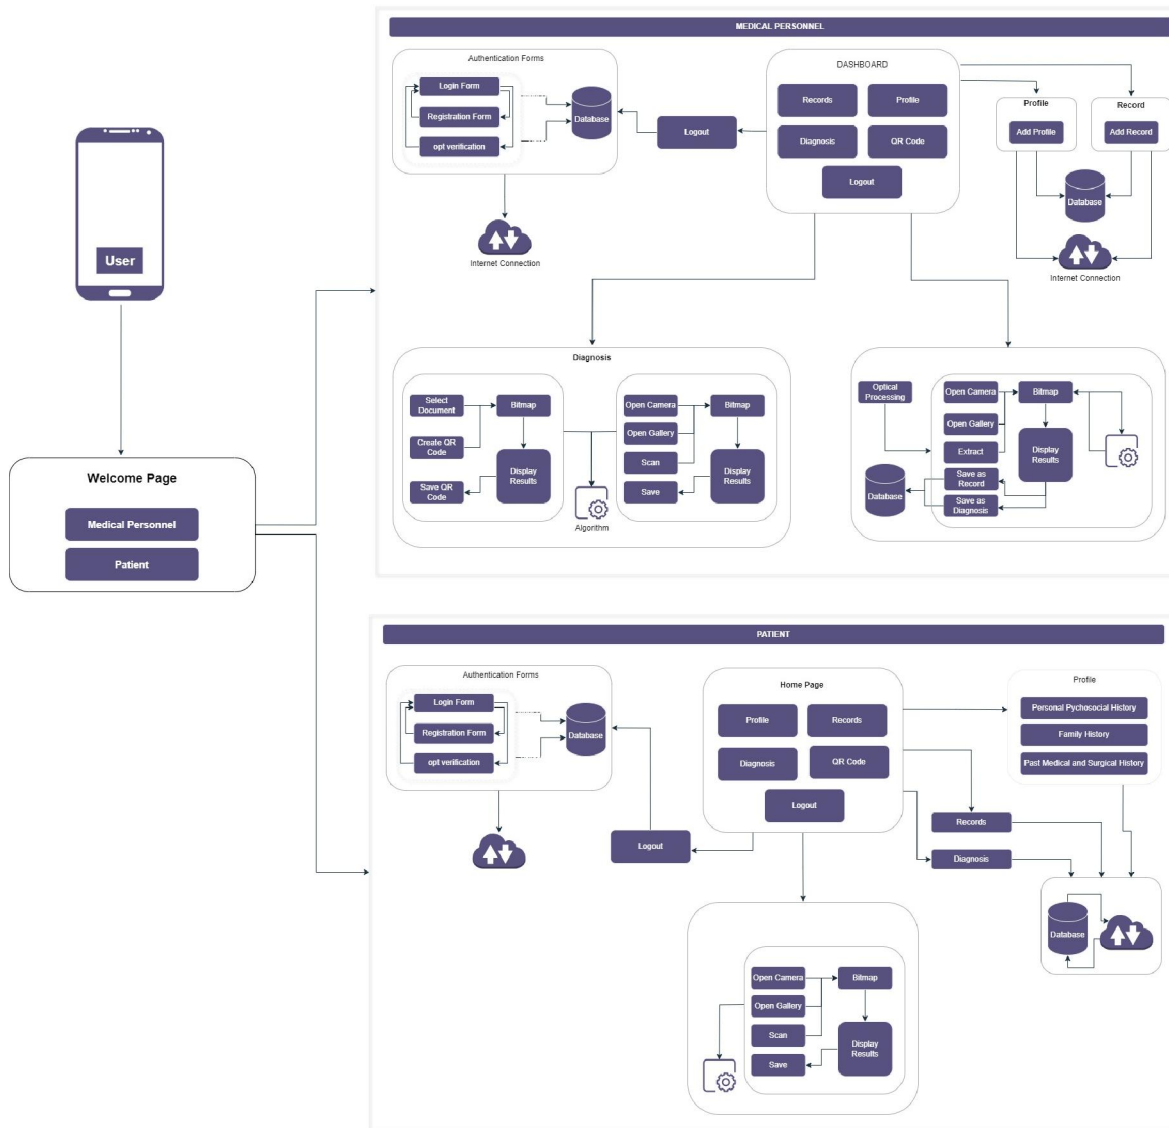 User
Welcome Page
Medical Personnel
Patient
MEDICAL PERSONNEL
Authentication Forms
Login Form
Registration Form
opt verification
Database
Internet Connection
Logout
DASHBOARD
Records
Profile
Diagnosis
QR Code
Logout
Profile
Add Profile
Record
Add Record
Database
Internet Connection
Diagnosis
Select
Document
Create QR
Code
Save QR
Code
Bitmap
Display
Results
Algorithm
Open Camera
Open Gallery
Scan
Save
Bitmap
Display
Results
Optical
Processing
Database
Open Camera
Open Gallery
Extract
Save as
Record
Save as
Diagnosis
Bitmap
Display
Results
PATIENT
Authentication Forms
Login Form
Registration Form
opt verification
Database
Logout
Home Page
Profile
Records
Diagnosis
QR Code
Logout
Profile
Personal Pychosocial History
Family History
Past Medical and Surgical History
Records
Diagnosis
Database
Open Camera
Open Gallery
Scan
Save
Bitmap
Display
Results